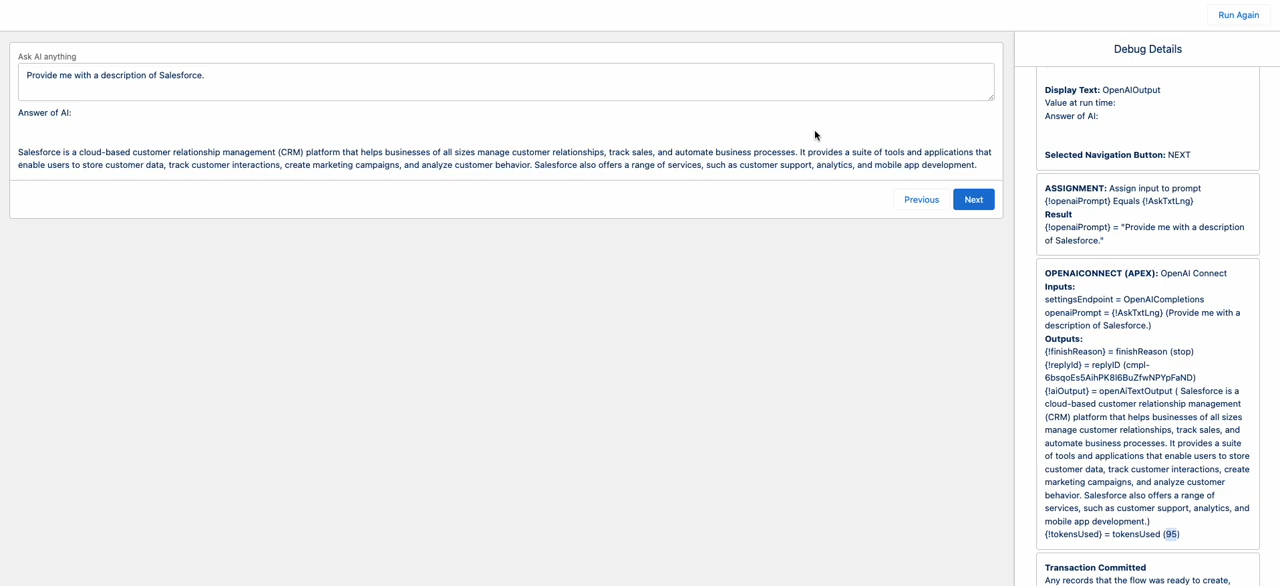 Run Again
Ask AI anything
Provide me with a description of Salesforce.
Answer of AI:
Salesforce is a cloud-based customer relationship management (CRM) platform that helps businesses of all sizes manage customer relationships, track sales, and automate business processes. It provides a suite of tools and applications that
enable users to store customer data, track customer interactions, create marketing campaigns, and analyze customer behavior. Salesforce also offers a range of services, such as customer support, analytics, and mobile app development.
Previous
Next
Debug Details
Display Text: OpenAIOutput
Value at run time:
Answer of AI:
Selected Navigation Button: NEXT
ASSIGNMENT: Assign input to prompt
{!openaiPrompt} Equals {!AskTxtLng}
Result
{!openaiPrompt} = "Provide me with a description
of Salesforce."
OPENAICONNECT (APEX): OpenAI Connect
Inputs:
settingsEndpoint = OpenAICompletions
openaiPrompt = {!AskTxtLng} (Provide me with a
description of Salesforce.)
Outputs:
{!finishReason} = finishReason (stop)
{!replyId} = replyID (cmpl-
6bsqoEs5AihPK8I6BuZfwNPYpFaND)
{!aiOutput} = openAiTextOutput ( Salesforce is a
cloud-based customer relationship management
(CRM) platform that helps businesses of all sizes
manage customer relationships, track sales, and
automate business processes. It provides a suite
of tools and applications that enable users to store
customer data, track customer interactions, create
marketing campaigns, and analyze customer
behavior. Salesforce also offers a range of
services, such as customer support, analytics, and
mobile app development.)
{!tokensUsed} = tokensUsed (95)
Transaction Committed
Any records that the flow was ready to create,